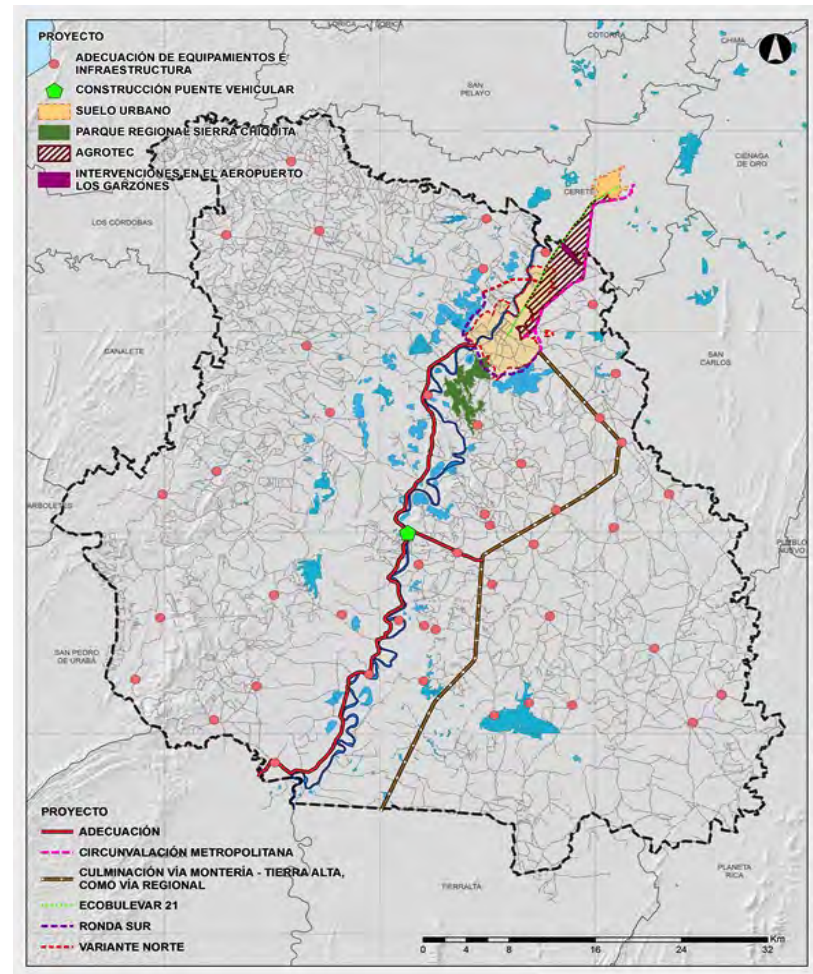 LORICA
LORICA
COTORRA
CHIMA
SAN
PELAYO
CIÉNAGA
DE ORO
CERETÉ
PROYECTO
ADECUACIÓN DE EQUIPAMIENTOS E
INFRAESTRUCTURA
CONSTRUCCIÓN PUENTE VEHICULAR
SUELO URBANO
PARQUE REGIONAL SIERRA CHIQUITA
AGROTEC
INTERVENCIONES EN EL AEROPUERTO
LOS GARZONES
LOS CÓRDOBAS
CANALETE
SAN
CARLOS
ARBOLETES
PUEBLO
NUEVO
SAN PEDRO
DE URABÁ
PROYECTO
ADECUACIÓN
CIRCUNVALACIÓN METROPOLITANA
CULMINACIÓN VÍA MONTERÍA - TIERRA ALTA,
COMO VÍA REGIONAL
ECOBULEVAR 21
RONDA SUR
VARIANTE NORTE
TIERRALTA
PLANETA
RICA
Km
0 4 8 16 24 32